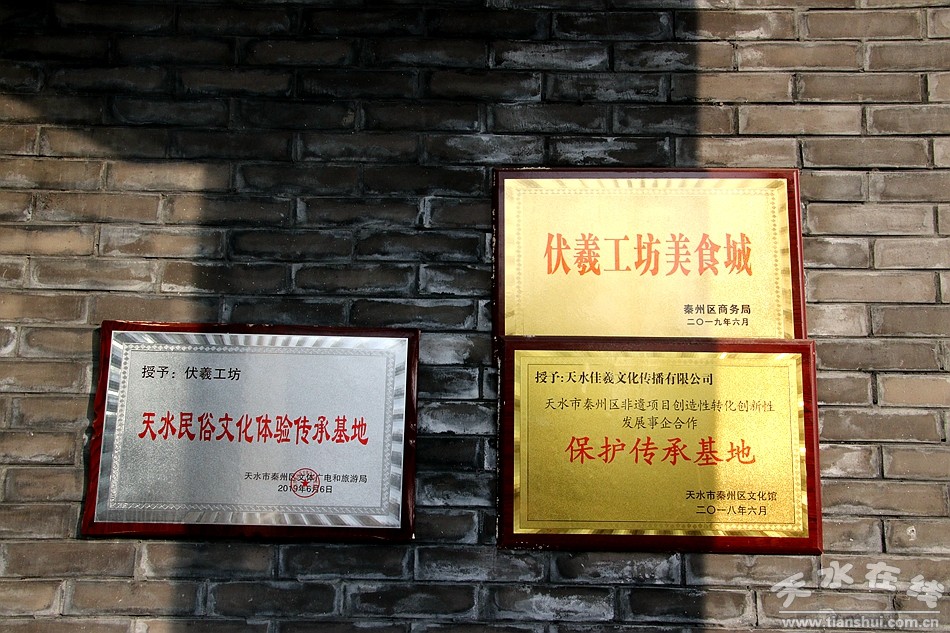 伏羲工坊美食城
秦州区商务局
二〇一九年六月
授予：伏羲工坊
天水民俗文化体验传承基地
天水市秦州区文体广电和旅游局
2019年6月6日
授予:天水佳羲文化传播有限公司
天水市秦州区非遗项目创造性转化创新性
发展事企合作
保护传承基地
天水市秦州区文化馆
二〇一八年六月
天水在线
www.tianshui.com.cn